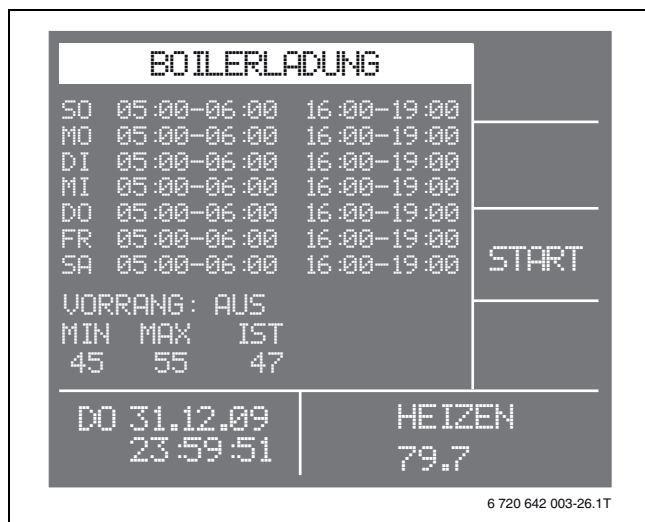 BOILERLADUNG
SO 05:00-06:00 16:00-19:00
MO 05:00-06:00 16:00-19:00
DI 05:00-06:00 16:00-19:00
MI 05:00-06:00 16:00-19:00
DO 05:00-06:00 16:00-19:00
FR 05:00-06:00 16:00-19:00
SA 05:00-06:00 16:00-19:00
START
VORRANG: AUS
MIN MAX IST
45 55 47
DO 31.12.09
23:59:51
HEIZEN
79.7
6 720 642 003-26.1T